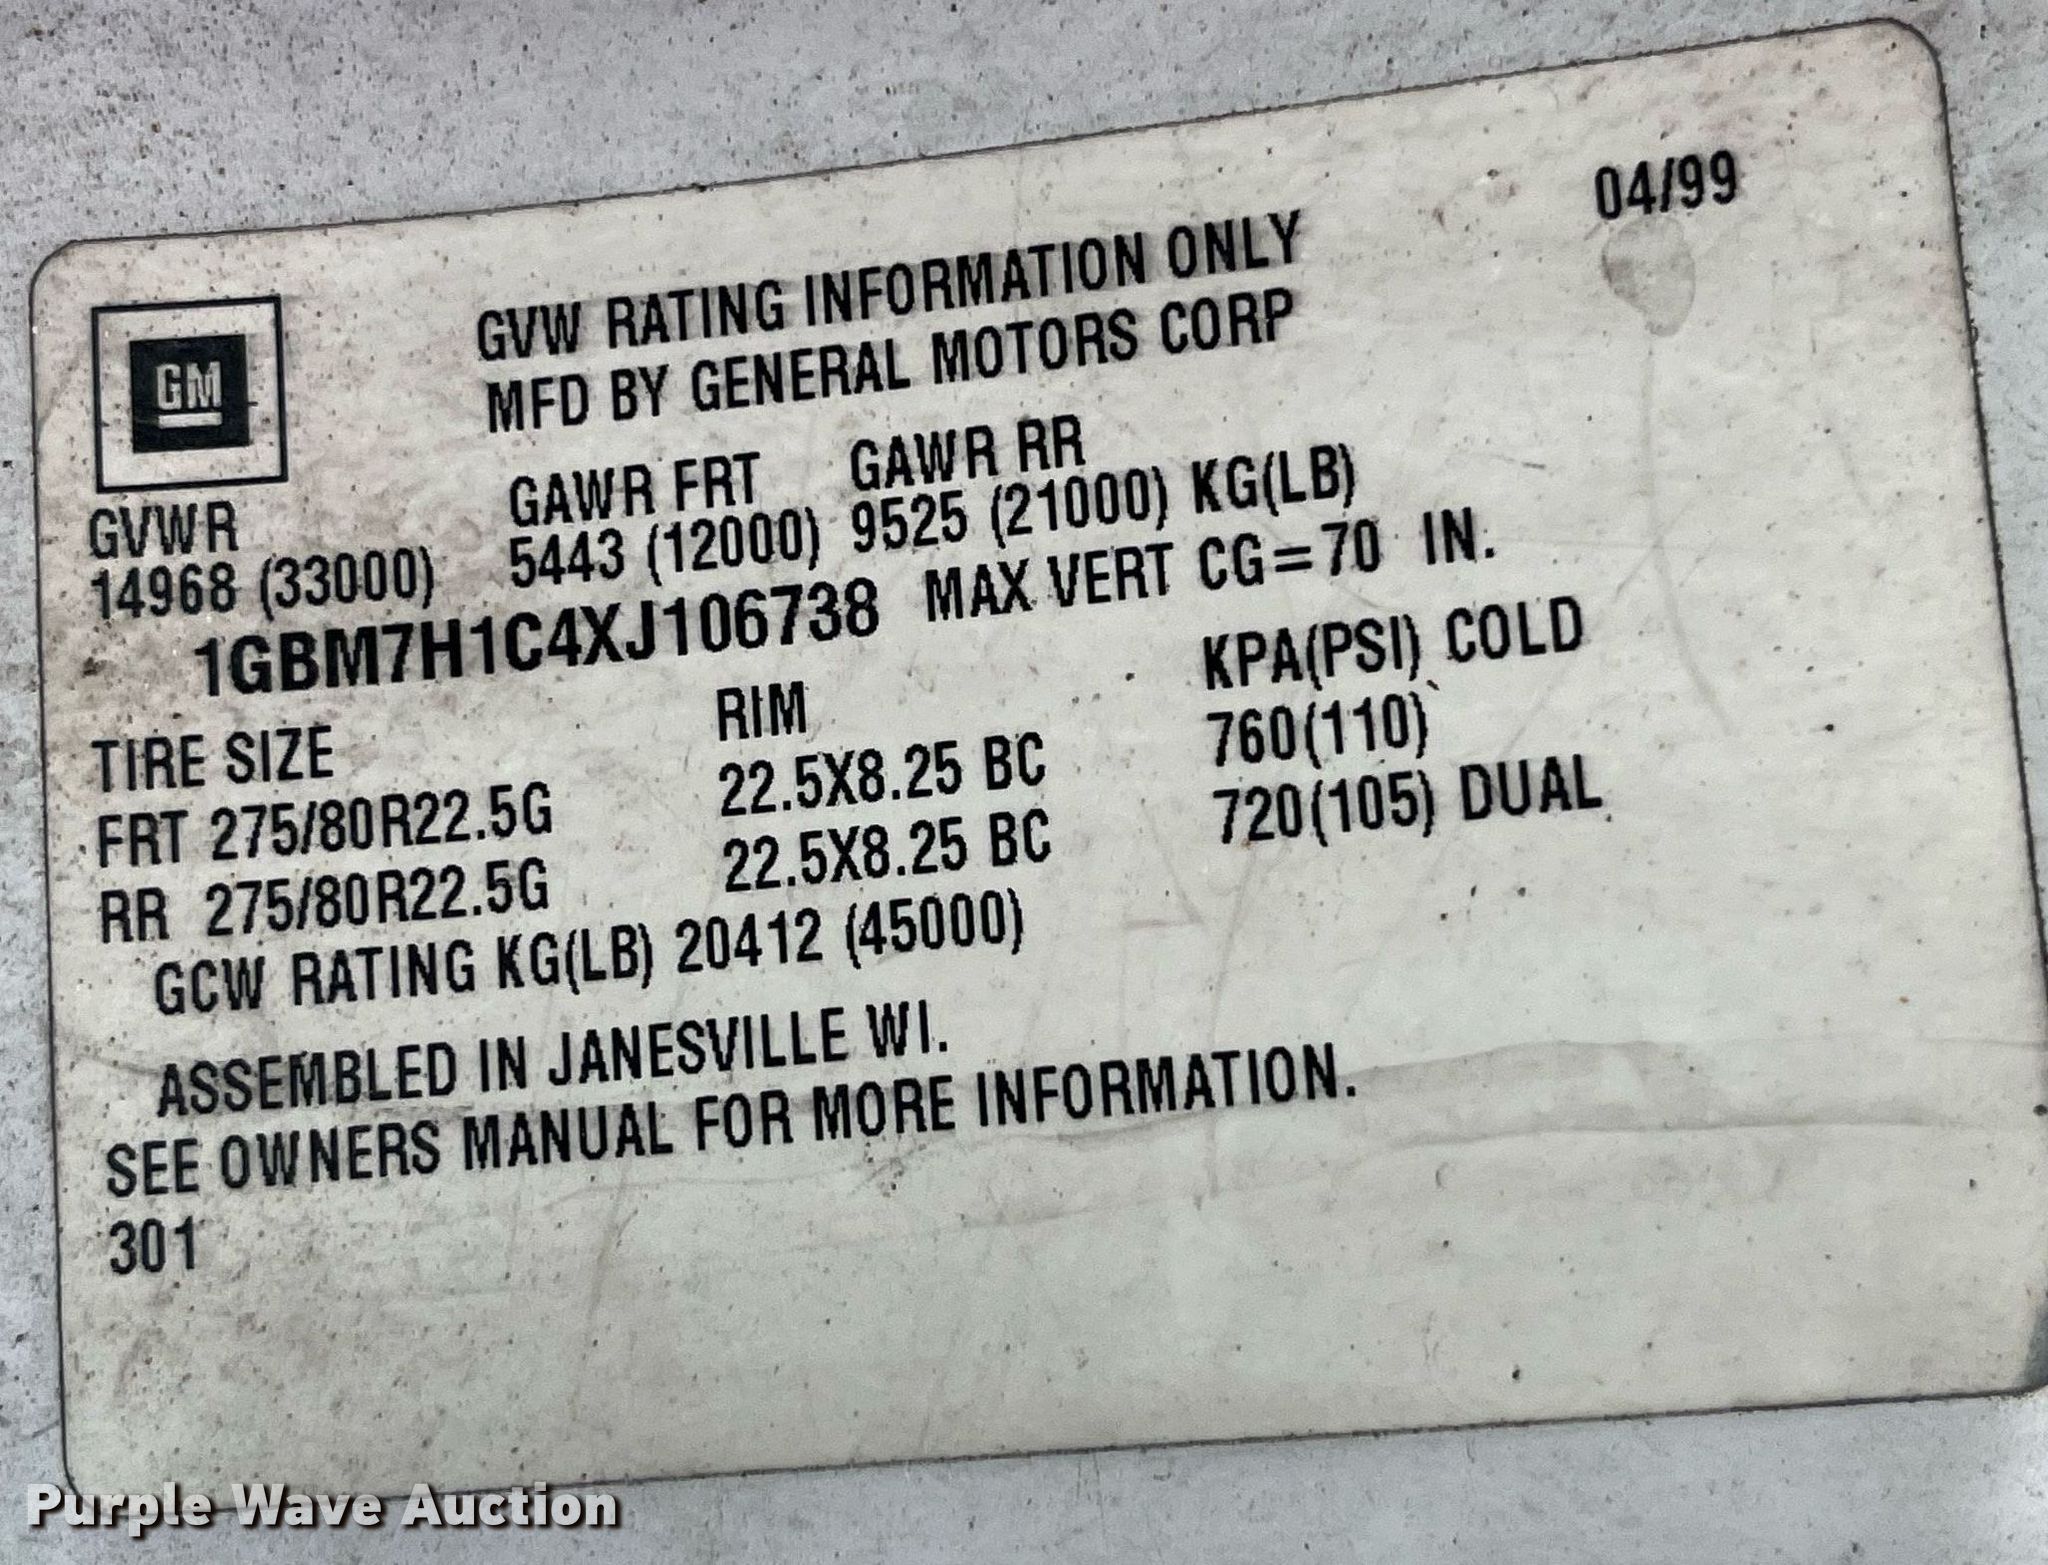 04/99
GM
GVW RATING INFORMATION ONLY
MFD BY GENERAL MOTORS CORP
GVWR GAWR FRT GAWR RR
14968 (33000) 5443 (12000) 9525 (21000) KG(LB)
1GBM7H1C4XJ106738 MAX VERT CG=70 IN.
TIRE SIZE RIM KPA(PSI) COLD
FRT 275/80R22.5G 22.5X8.25 BC 760(110)
RR 275/80R22.5G 22.5X8.25 BC 720(105) DUAL
GCW RATING KG(LB) 20412 (45000)
ASSEMBLED IN JANESVILLE WI.
SEE OWNERS MANUAL FOR MORE INFORMATION.
301
Purple Wave Auction